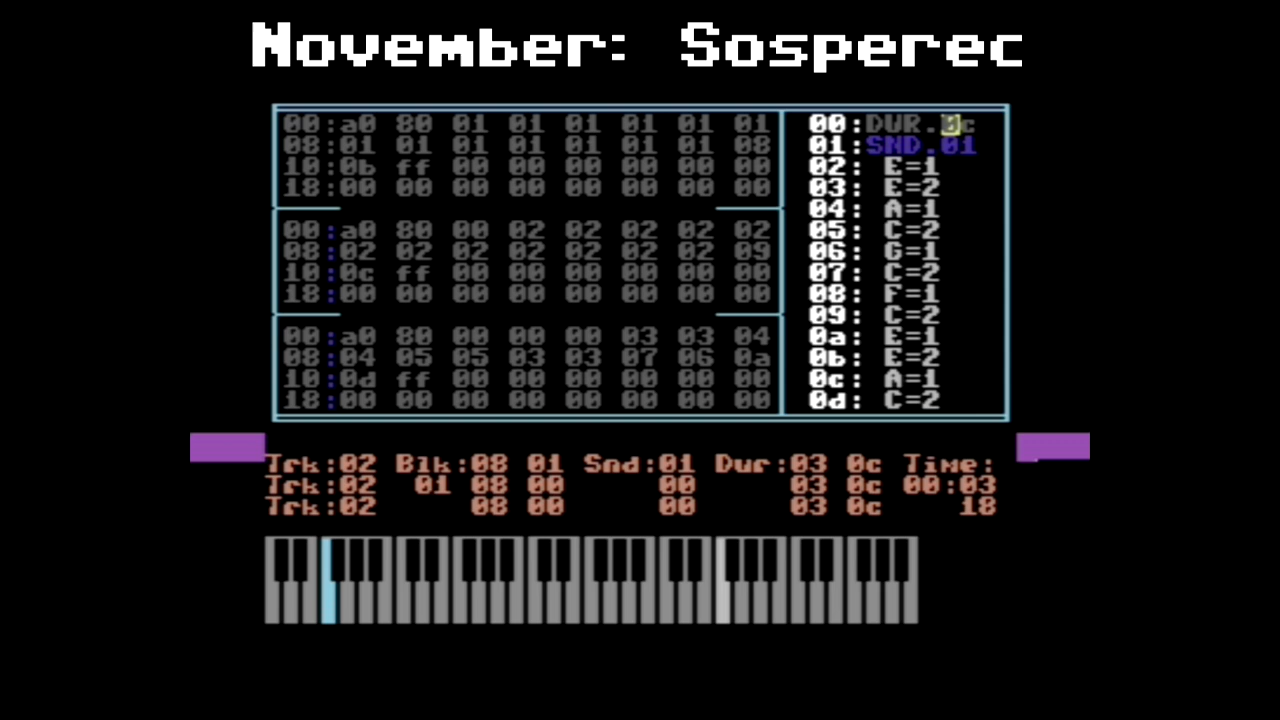 November: Sosperec
00:a0 80 01 01 01 01 01 01
08:01 01 01 01 01 01 01 08
10:0b ff 00 00 00 00 00 00
18:00 00 00 00 00 00 00 00
00:a0 80 00 02 02 02 02 02
08:02 02 02 02 02 02 02 09
10:0c ff 00 00 00 00 00 00
18:00 00 00 00 00 00 00 00
00:a0 80 00 00 00 03 03 04
08:04 05 05 03 03 07 06 0a
10:0d ff 00 00 00 00 00 00
18:00 00 00 00 00 00 00 00
00:DUR.0c
01:SND.01
02: E=1
03: E=2
04: A=1
05: C=2
06: G=1
07: C=2
08: F=1
09: C=2
0a: E=1
0b: E=2
0c: A=1
0d: C=2
Trk:02 Blk:08 01 Snd:01 Dur:03 0c Time:
Trk:02 01 08 00 00 03 0c 00:03
Trk:02 08 00 00 03 0c 18